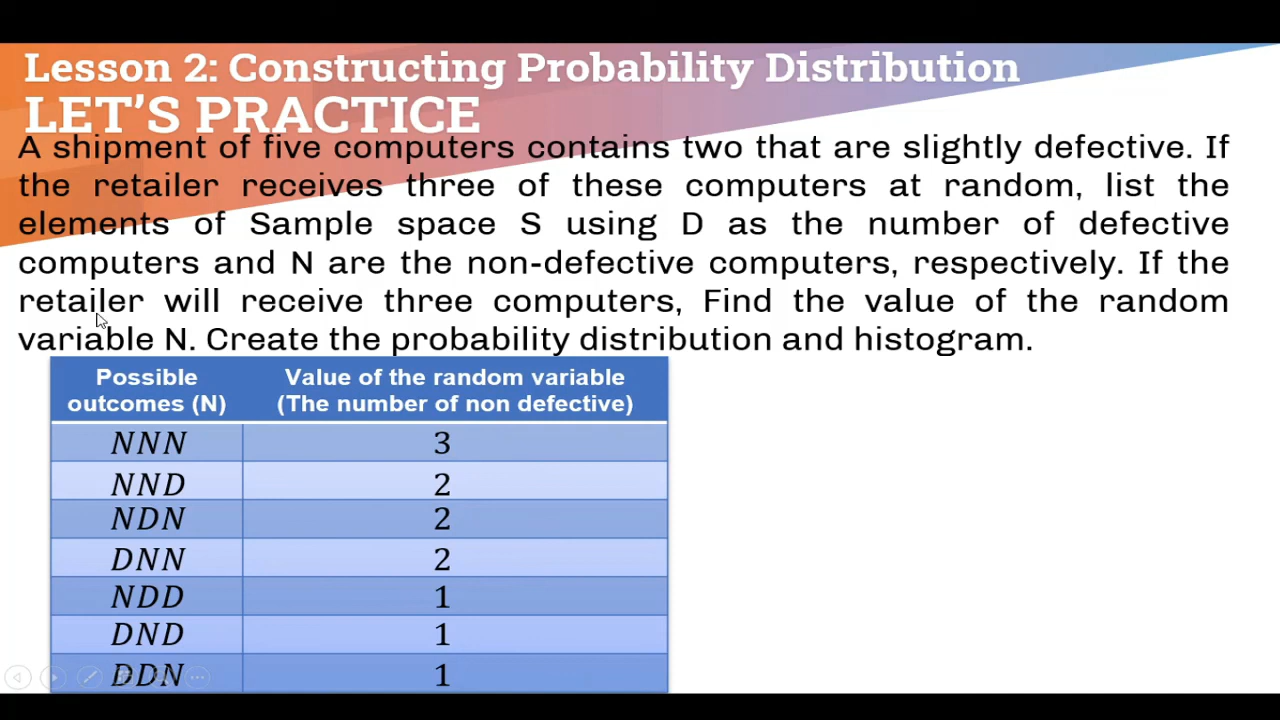 Lesson 2: Constructing Probability Distribution
LET'S PRACTICE
A shipment of five computers contains two that are slightly defective. If
the retailer receives three of these computers at random, list the
elements of Sample space S using D as the number of defective
computers and N are the non-defective computers, respectively. If the
retailer will receive three computers, Find the value of the random
variable N. Create the probability distribution and histogram.
Possible outcomes (N) Value of the random variable (The number of non defective)
NNN 3
NND 2
NDN 2
DNN 2
NDD 1
DND 1
DDN 1